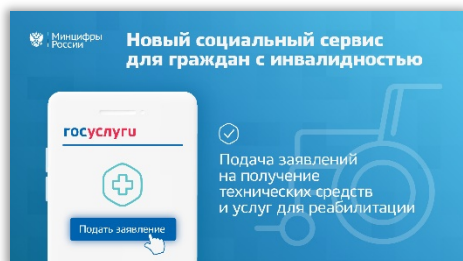 Минцифры
России
Новый социальный сервис
для граждан с инвалидностью
госуслуги
Подать заявление
Подача заявлений
на получение
технических средств
и услуг для реабилитации